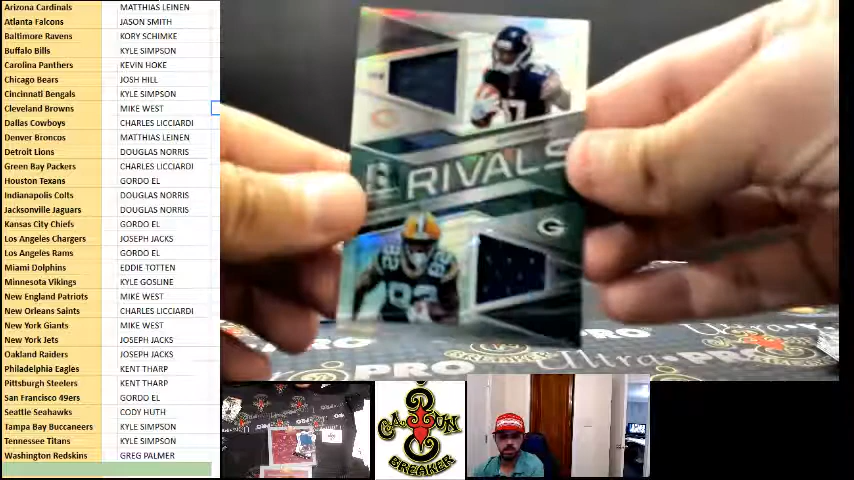 Arizona Cardinals MATTHIAS LEINEN
Atlanta Falcons JASON SMITH
Baltimore Ravens KORY SCHIMKE
Buffalo Bills KYLE SIMPSON
Carolina Panthers KEVIN HOKE
Chicago Bears JOSH HILL
Cincinnati Bengals KYLE SIMPSON
Cleveland Browns MIKE WEST
Dallas Cowboys CHARLES LICCIARDI
Denver Broncos MATTHIAS LEINEN
Detroit Lions DOUGLAS NORRIS
Green Bay Packers CHARLES LICCIARDI
Houston Texans GORDO EL
Indianapolis Colts DOUGLAS NORRIS
Jacksonville Jaguars DOUGLAS NORRIS
Kansas City Chiefs GORDO EL
Los Angeles Chargers JOSEPH JACKS
Los Angeles Rams GORDO EL
Miami Dolphins EDDIE TOTTEN
Minnesota Vikings KYLE GOSLINE
New England Patriots MIKE WEST
New Orleans Saints CHARLES LICCIARDI
New York Giants MIKE WEST
New York Jets JOSEPH JACKS
Oakland Raiders JOSEPH JACKS
Philadelphia Eagles KENT THARP
Pittsburgh Steelers KENT THARP
San Francisco 49ers GORDO EL
Seattle Seahawks CODY HUTH
Tampa Bay Buccaneers KYLE SIMPSON
Tennessee Titans KYLE SIMPSON
Washington Redskins GREG PALMER
RIVALS
G
Ultra PRO
CAJUN
BREAKER